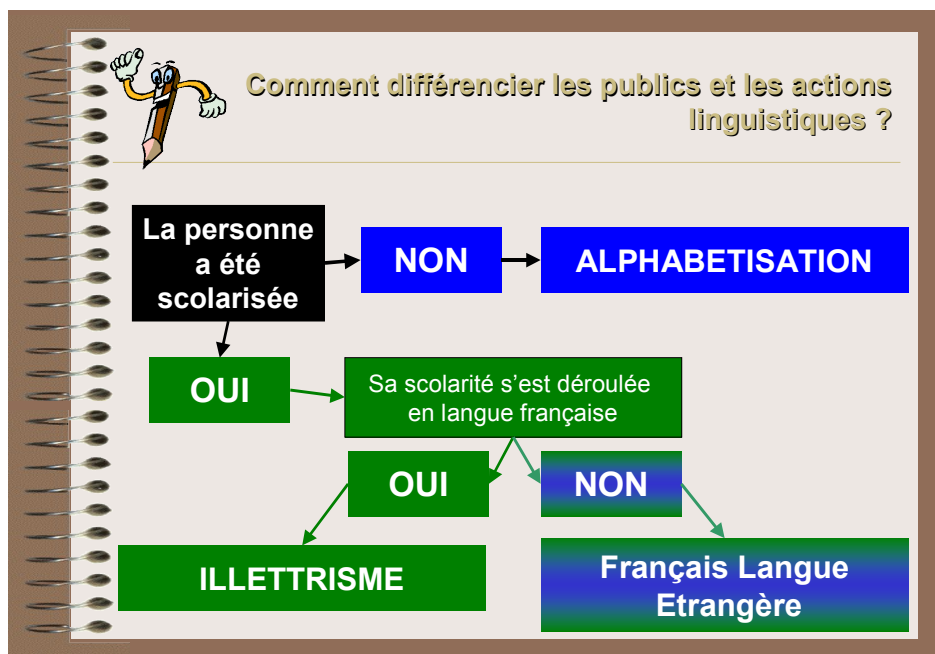 Comment différencier les publics et les actions
linguistiques ?
La personne
a été
scolarisée
NON
ALPHABETISATION
OUI
Sa scolarité s’est déroulée
en langue française
OUI
NON
ILLETTRISME
Français Langue
Etrangère